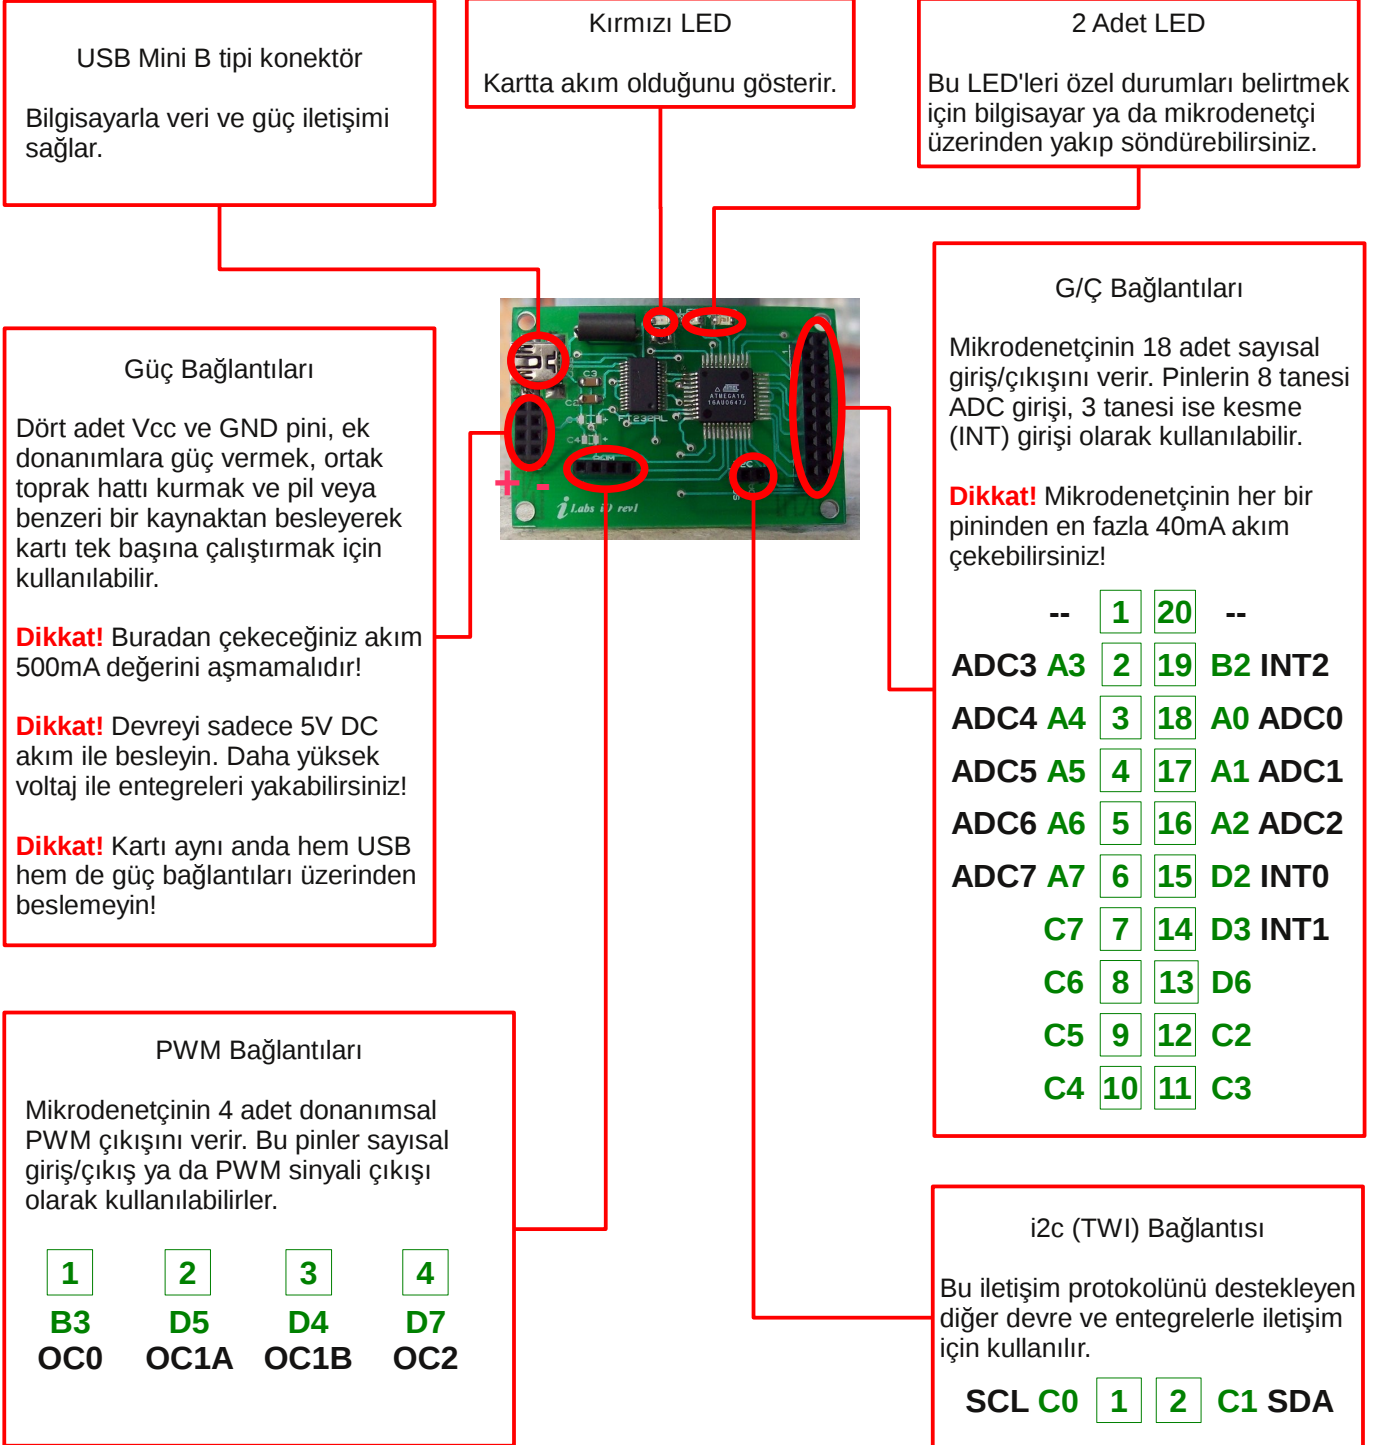 USB Mini B tipi konektör
Bilgisayarla veri ve güç iletişimi
sağlar.
Kırmızı LED
Kartta akım olduğunu gösterir.
2 Adet LED
Bu LED'leri özel durumları belirtmek
için bilgisayar ya da mikrodenetçi
üzerinden yakıp söndürebilirsiniz.
Güç Bağlantıları
Dört adet Vcc ve GND pini, ek
donanımlara güç vermek, ortak
toprak hattı kurmak ve pil veya
benzeri bir kaynaktan besleyerek
kartı tek başına çalıştırmak için
kullanılabilir.
Dikkat! Buradan çekeceğiniz akım
500mA değerini aşmamalıdır!
Dikkat! Devreyi sadece 5V DC
akım ile besleyin. Daha yüksek
voltaj ile entegreleri yakabilirsiniz!
Dikkat! Kartı aynı anda hem USB
hem de güç bağlantıları üzerinden
beslemeyin!
C3
C2
C4
FT232RL
ATMEL
ATMEGA16
16AU0647J
+ -
i Labs iO rev1
G/Ç Bağlantıları
Mikrodenetçinin 18 adet sayısal
giriş/çıkışını verir. Pinlerin 8 tanesi
ADC girişi, 3 tanesi ise kesme
(INT) girişi olarak kullanılabilir.
Dikkat! Mikrodenetçinin her bir
pininden en fazla 40mA akım
çekebilirsiniz!
-- 1 20 --
ADC3 A3 2 19 B2 INT2
ADC4 A4 3 18 A0 ADC0
ADC5 A5 4 17 A1 ADC1
ADC6 A6 5 16 A2 ADC2
ADC7 A7 6 15 D2 INT0
C7 7 14 D3 INT1
C6 8 13 D6
C5 9 12 C2
C4 10 11 C3
PWM Bağlantıları
Mikrodenetçinin 4 adet donanımsal
PWM çıkışını verir. Bu pinler sayısal
giriş/çıkış ya da PWM sinyali çıkışı
olarak kullanılabilirler.
1 2 3 4
B3 D5 D4 D7
OC0 OC1A OC1B OC2
i2c (TWI) Bağlantısı
Bu iletişim protokolünü destekleyen
diğer devre ve entegrelerle iletişim
için kullanılır.
SCL C0 1 2 C1 SDA